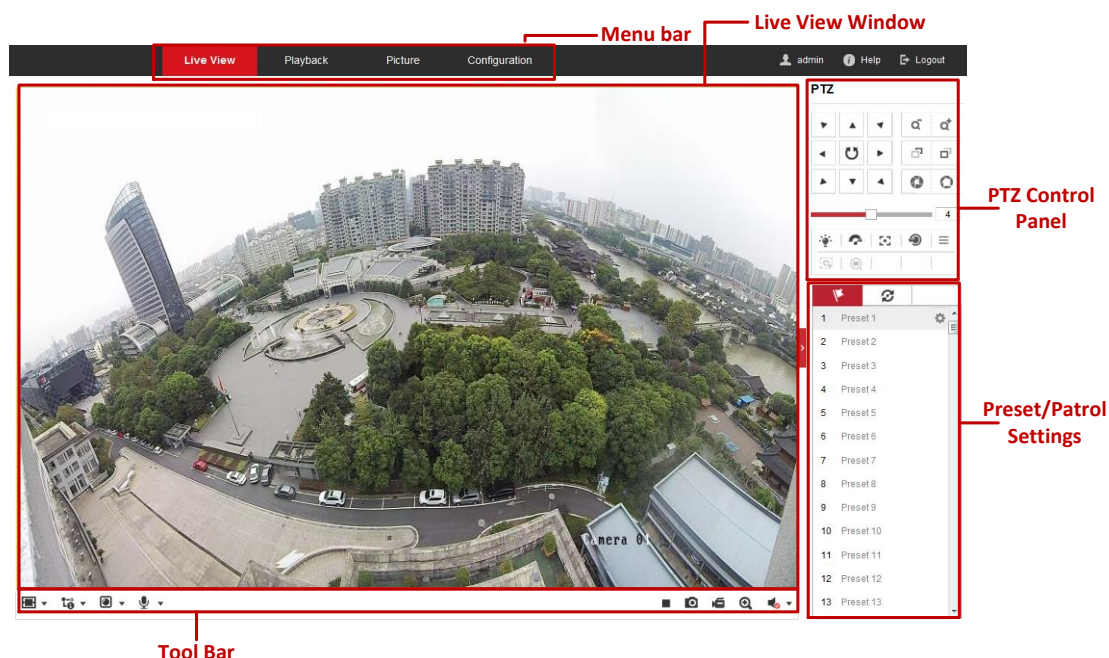 Live View Window
Menu bar
Live View Playback Picture Configuration admin Help Logout
PTZ
4
PTZ Control
Panel
1 Preset 1
2 Preset 2
3 Preset 3
4 Preset 4
5 Preset 5
6 Preset 6
7 Preset 7
8 Preset 8
9 Preset 9
10 Preset 10
11 Preset 11
12 Preset 12
13 Preset 13
Preset/Patrol
Settings
Tool Bar